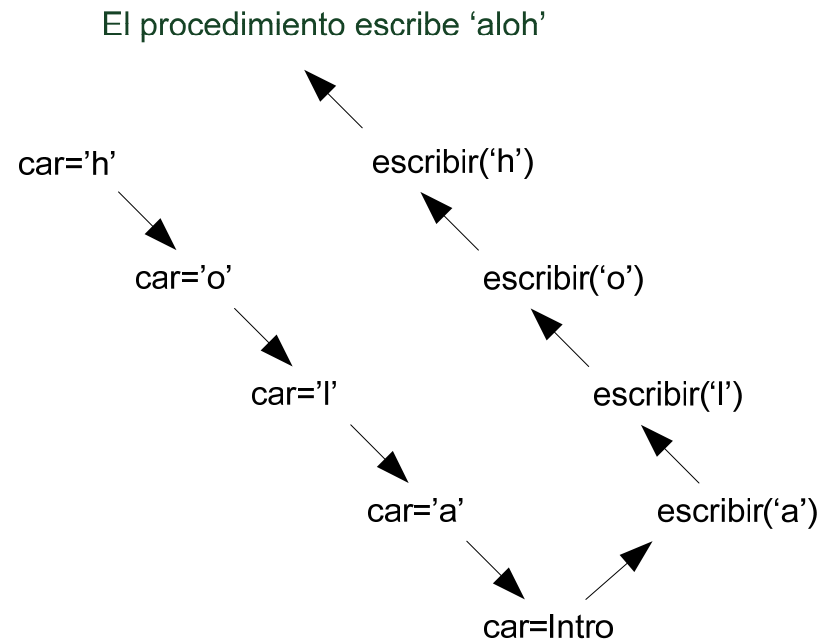 El procedimiento escribe ‘aloh’
car=’h’
escribir(‘h’)
car=’o’
escribir(‘o’)
car=’l’
escribir(‘l’)
car=’a’
escribir(‘a’)
car=Intro